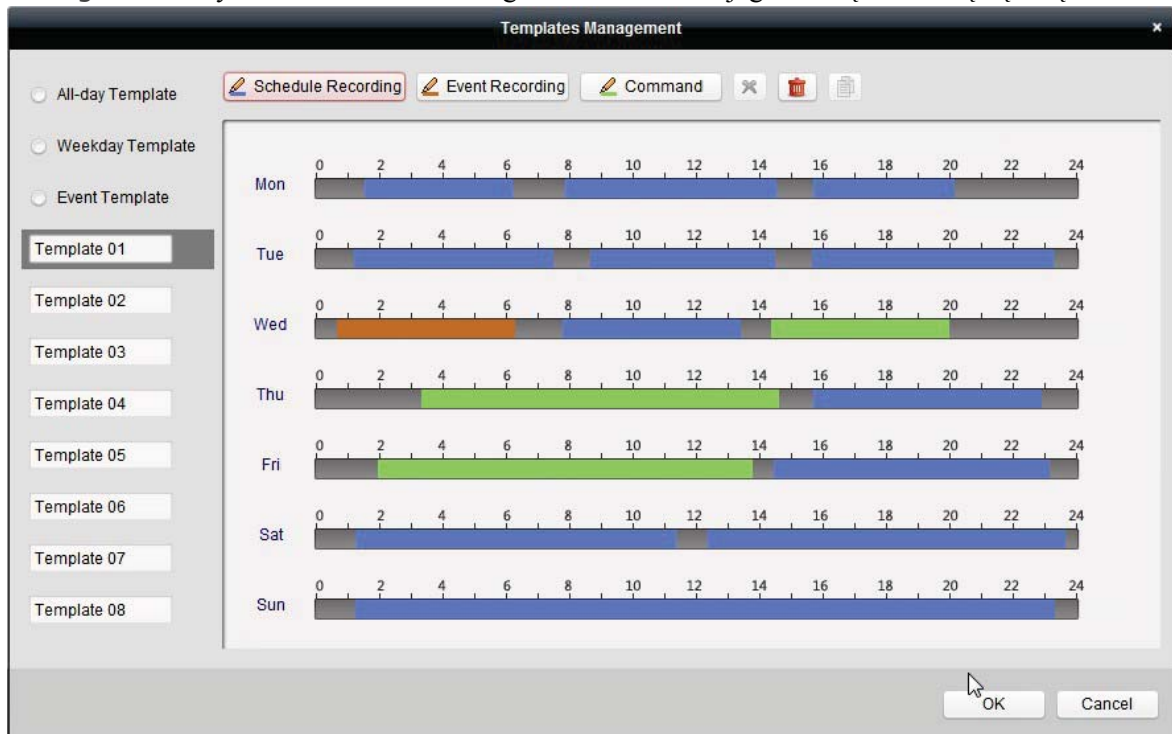 Templates Management
Schedule Recording Event Recording Command
All-day Template
Weekday Template
Event Template
Template 01
Template 02
Template 03
Template 04
Template 05
Template 06
Template 07
Template 08
0 2 4 6 8 10 12 14 16 18 20 22 24
Mon
0 2 4 6 8 10 12 14 16 18 20 22 24
Tue
0 2 4 6 8 10 12 14 16 18 20 22 24
Wed
0 2 4 6 8 10 12 14 16 18 20 22 24
Thu
0 2 4 6 8 10 12 14 16 18 20 22 24
Fri
0 2 4 6 8 10 12 14 16 18 20 22 24
Sat
0 2 4 6 8 10 12 14 16 18 20 22 24
Sun
OK Cancel